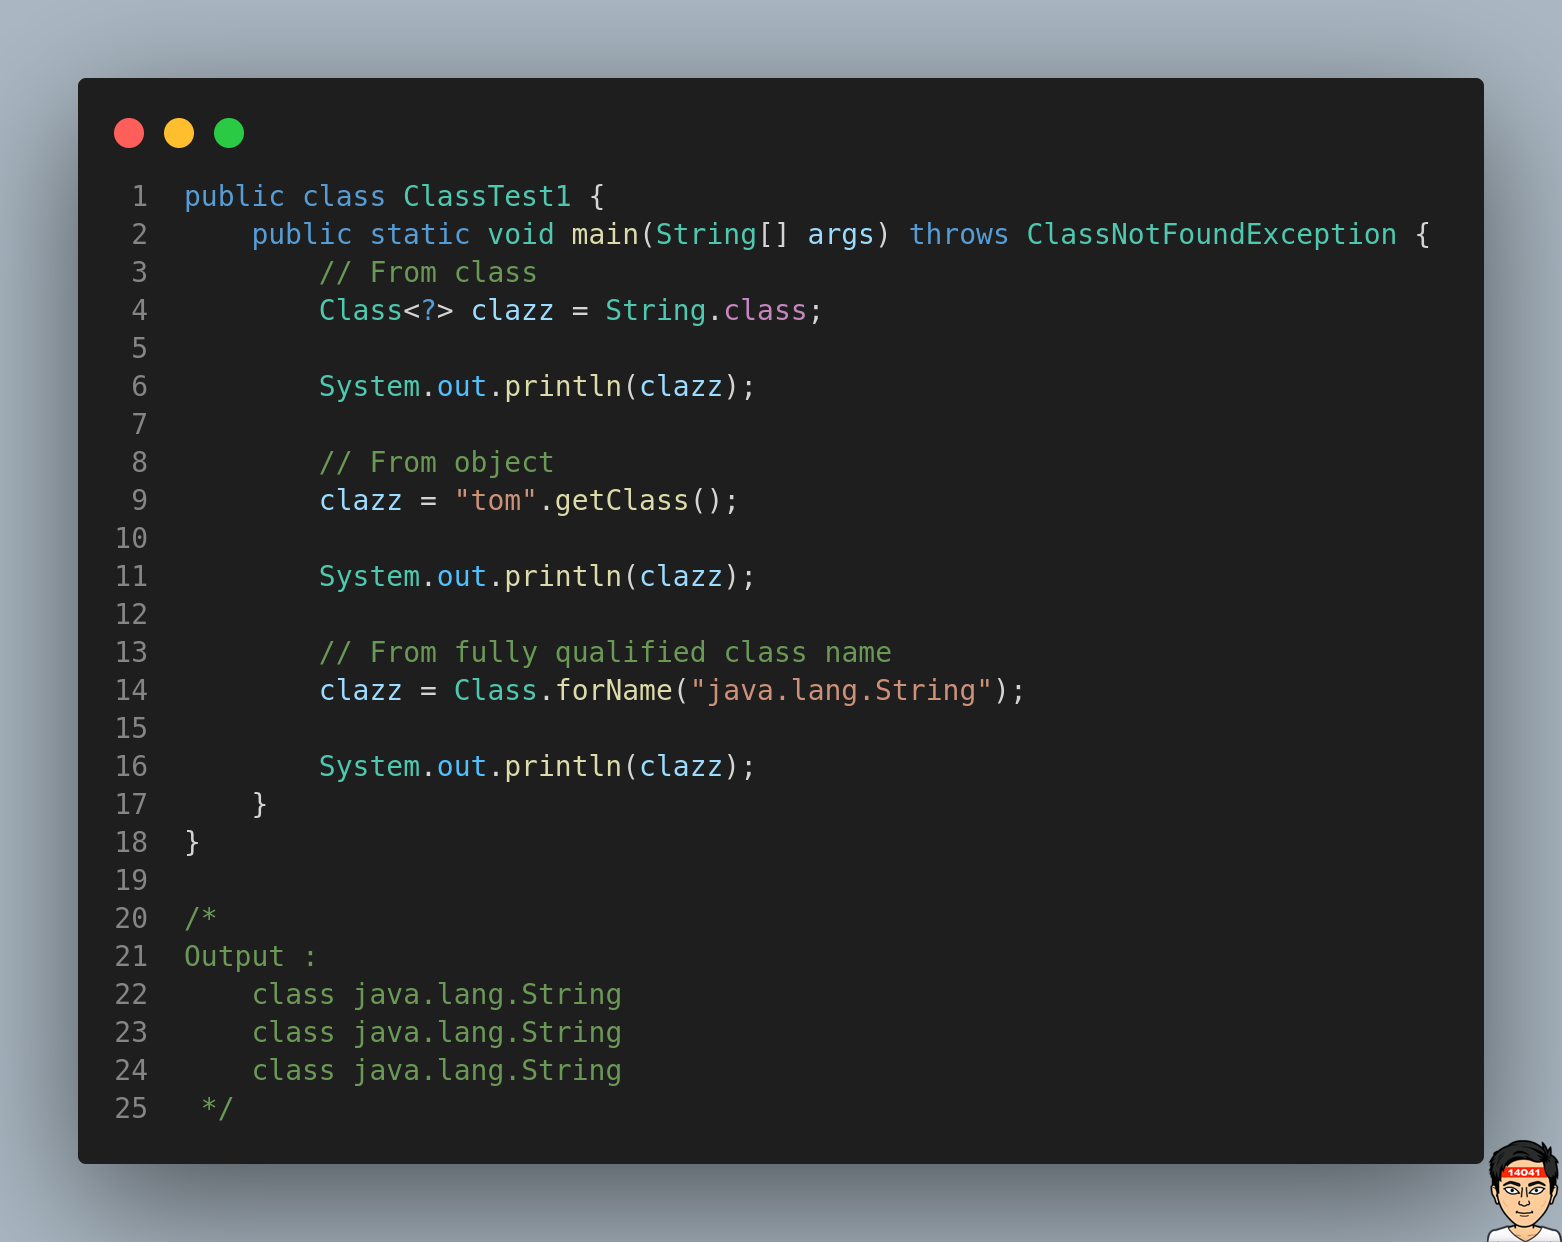 1 public class ClassTest1 {
2     public static void main(String[] args) throws ClassNotFoundException {
3         // From class
4         Class<?> clazz = String.class;
5
6         System.out.println(clazz);
7
8         // From object
9         clazz = "tom".getClass();
10
11         System.out.println(clazz);
12
13         // From fully qualified class name
14         clazz = Class.forName("java.lang.String");
15
16         System.out.println(clazz);
17     }
18 }
19
20 /*
21 Output :
22     class java.lang.String
23     class java.lang.String
24     class java.lang.String
25  */
14041